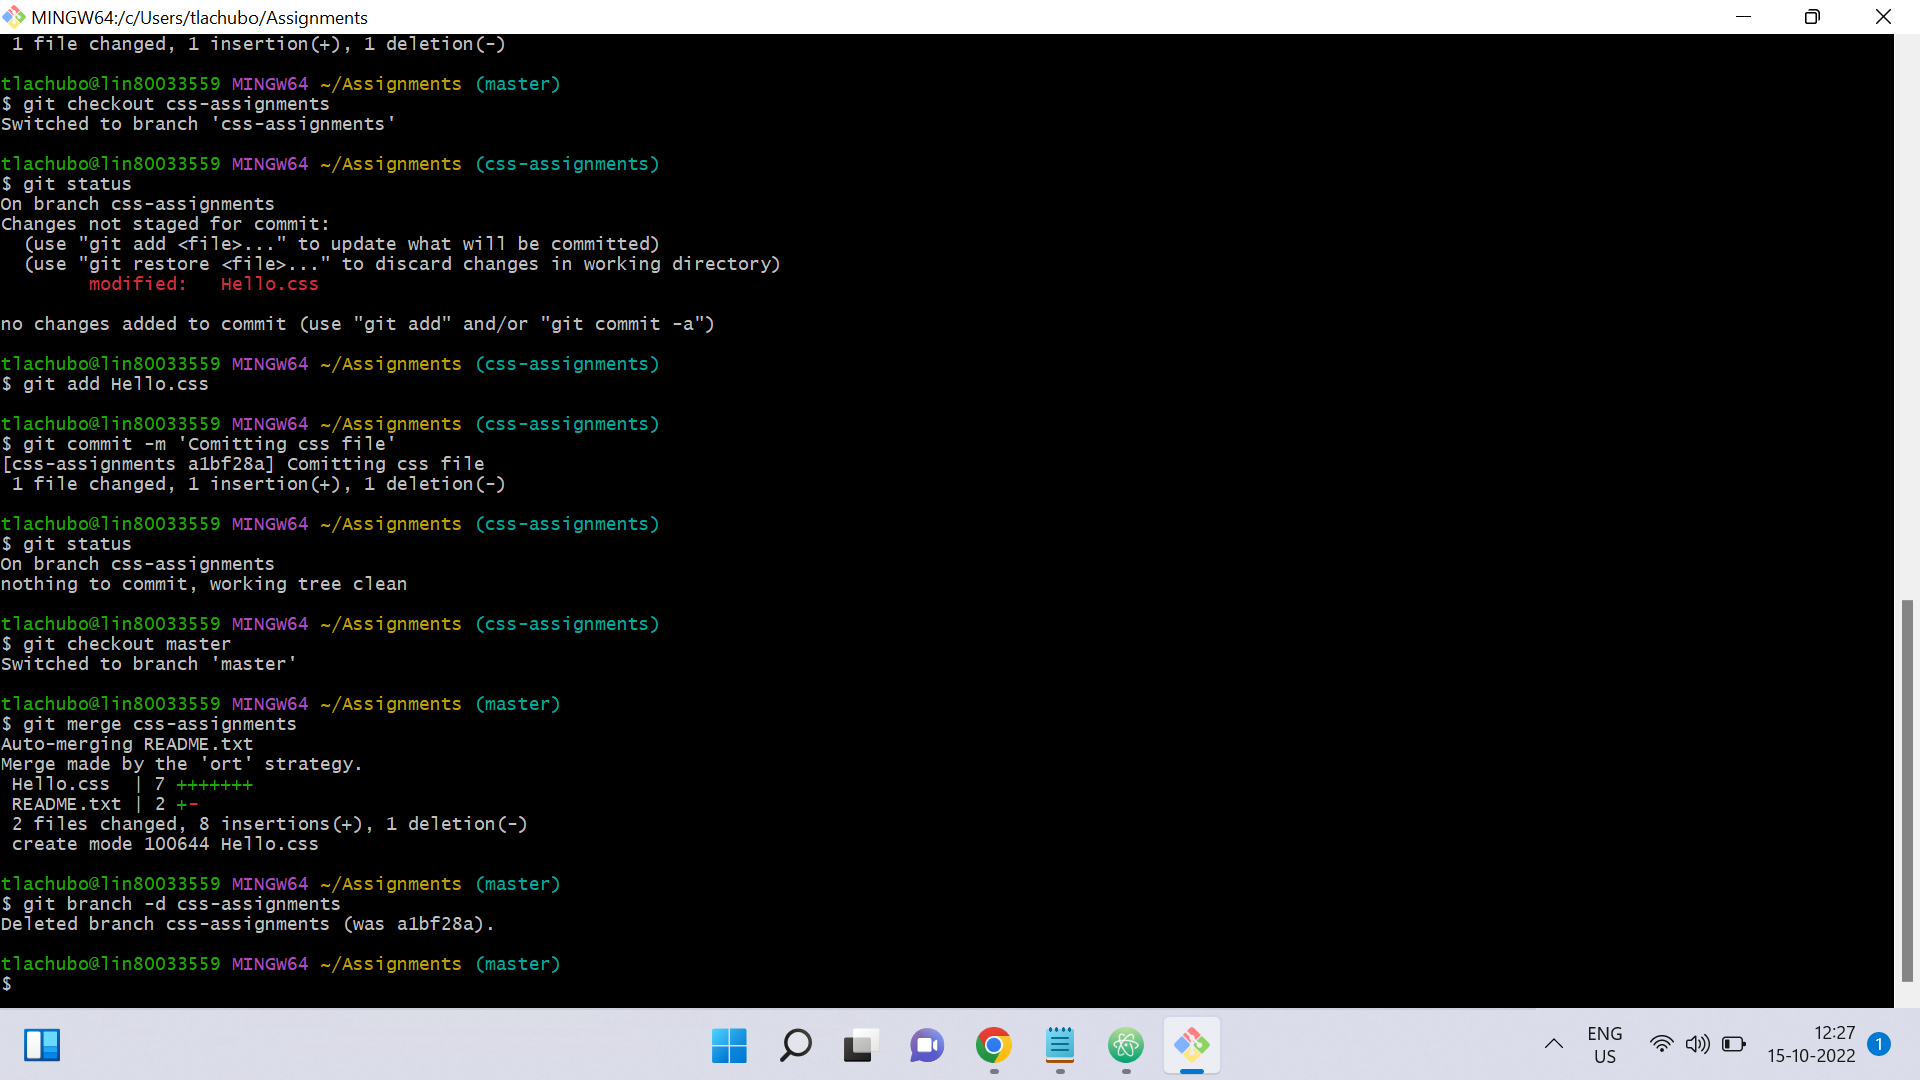 MINGW64:/c/Users/tlachubo/Assignments
 1 file changed, 1 insertion(+), 1 deletion(-)
tlachubo@lin80033559 MINGW64 ~/Assignments (master)
$ git checkout css-assignments
Switched to branch 'css-assignments'
tlachubo@lin80033559 MINGW64 ~/Assignments (css-assignments)
$ git status
On branch css-assignments
Changes not staged for commit:
  (use "git add <file>..." to update what will be committed)
  (use "git restore <file>..." to discard changes in working directory)
        modified:   Hello.css
no changes added to commit (use "git add" and/or "git commit -a")
tlachubo@lin80033559 MINGW64 ~/Assignments (css-assignments)
$ git add Hello.css
tlachubo@lin80033559 MINGW64 ~/Assignments (css-assignments)
$ git commit -m 'Comitting css file'
[css-assignments a1bf28a] Comitting css file
 1 file changed, 1 insertion(+), 1 deletion(-)
tlachubo@lin80033559 MINGW64 ~/Assignments (css-assignments)
$ git status
On branch css-assignments
nothing to commit, working tree clean
tlachubo@lin80033559 MINGW64 ~/Assignments (css-assignments)
$ git checkout master
Switched to branch 'master'
tlachubo@lin80033559 MINGW64 ~/Assignments (master)
$ git merge css-assignments
Auto-merging README.txt
Merge made by the 'ort' strategy.
 Hello.css  | 7 +++++++
 README.txt | 2 +-
 2 files changed, 8 insertions(+), 1 deletion(-)
 create mode 100644 Hello.css
tlachubo@lin80033559 MINGW64 ~/Assignments (master)
$ git branch -d css-assignments
Deleted branch css-assignments (was a1bf28a).
tlachubo@lin80033559 MINGW64 ~/Assignments (master)
$
ENG
US
12:27
15-10-2022
1